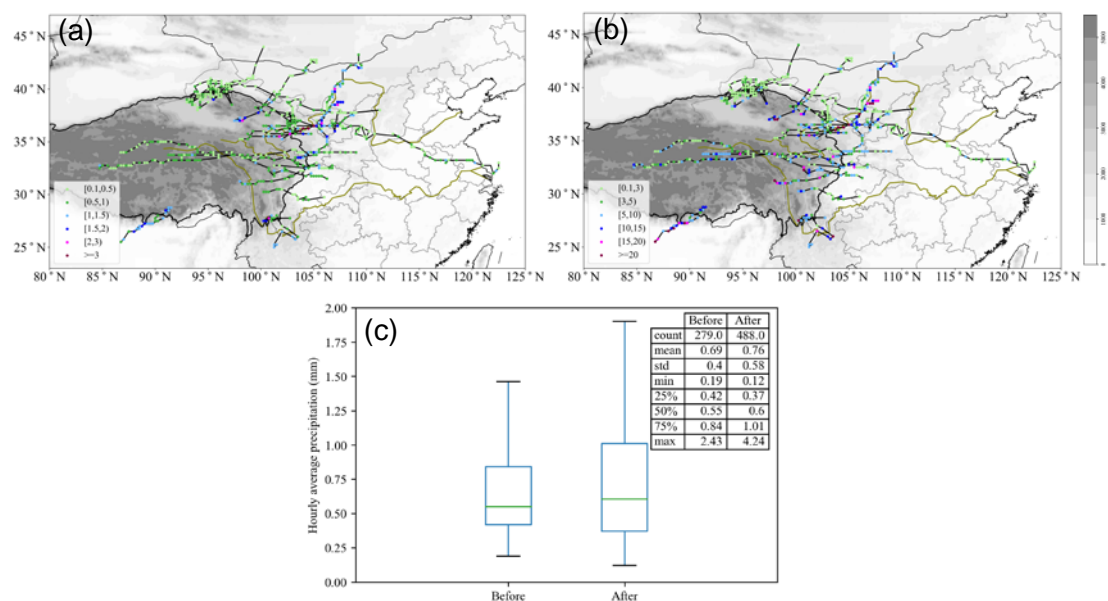 (a)
45° N
40° N
35° N
30° N
25° N
[0.1,0.5)
[0.5,1)
[1,1.5)
[1.5,2)
[2,3)
>=3
80° N 85° N 90° N 95° N 100° N 105° N 110° N 115° N 120° N 125° N
(b)
45° N
40° N
35° N
30° N
25° N
[0.1,3)
[3,5)
[5,10)
[10,15)
[15,20)
>=20
80° N 85° N 90° N 95° N 100° N 105° N 110° N 115° N 120° N 125° N
5000
4000
3000
2000
1000
0
(c)
Hourly average precipitation (mm)
2.00
1.75
1.50
1.25
1.00
0.75
0.50
0.25
0.00
Before After
Before After
count 279.0 488.0
mean 0.69 0.76
std 0.4 0.58
min 0.19 0.12
25% 0.42 0.37
50% 0.55 0.6
75% 0.84 1.01
max 2.43 4.24